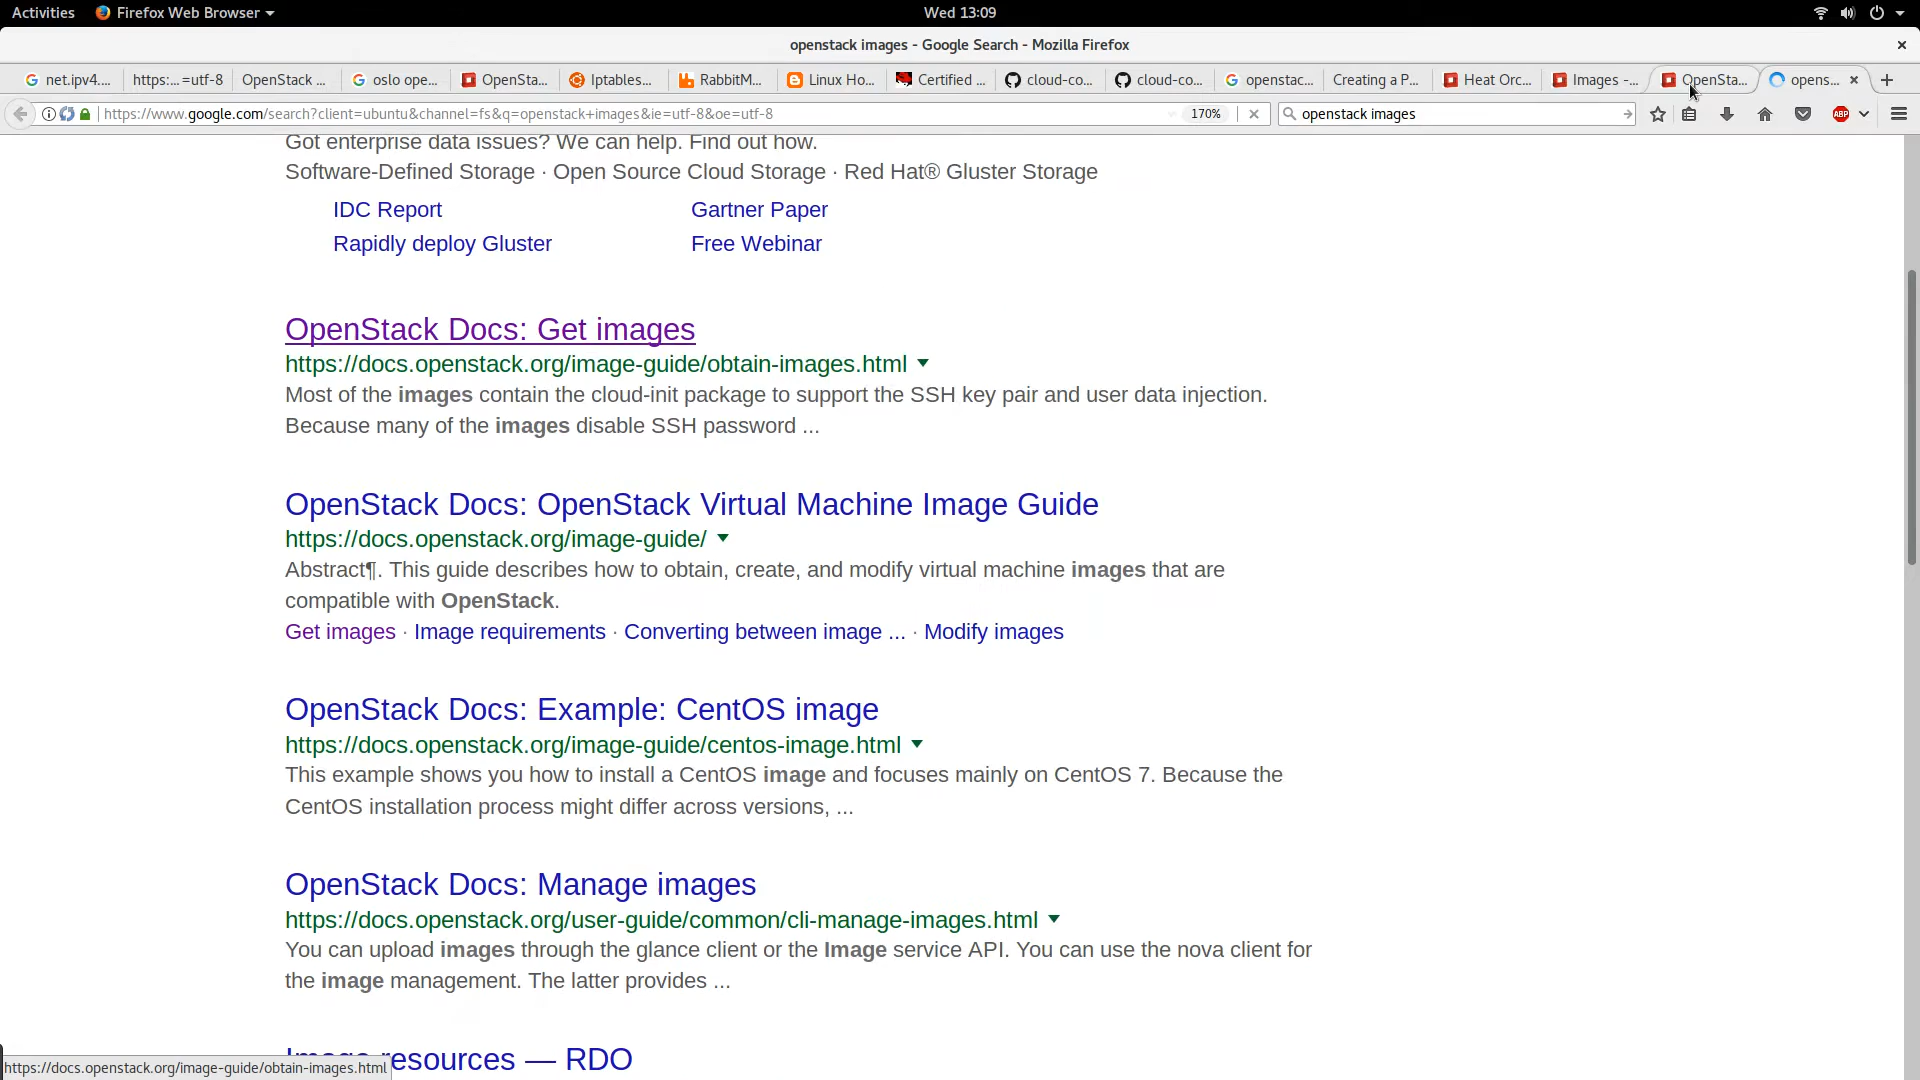 Activities Firefox Web Browser Wed 13:09
openstack images - Google Search - Mozilla Firefox
net.ipv4.... https:...=utf-8 OpenStack ... oslo ope... OpenSta... Iptables... RabbitM... Linux Ho... Certified ... cloud-co... cloud-co... openstac... Creating a P... Heat Orc... Images -... OpenSta... opens...
https://www.google.com/search?client=ubuntu&channel=fs&q=openstack+images&ie=utf-8&oe=utf-8 170% openstack images ABP
Got enterprise data issues? We can help. Find out how.
Software-Defined Storage · Open Source Cloud Storage · Red Hat® Gluster Storage
IDC Report Gartner Paper
Rapidly deploy Gluster Free Webinar
OpenStack Docs: Get images
https://docs.openstack.org/image-guide/obtain-images.html
Most of the images contain the cloud-init package to support the SSH key pair and user data injection.
Because many of the images disable SSH password ...
OpenStack Docs: OpenStack Virtual Machine Image Guide
https://docs.openstack.org/image-guide/
Abstract¶. This guide describes how to obtain, create, and modify virtual machine images that are
compatible with OpenStack.
Get images · Image requirements · Converting between image ... · Modify images
OpenStack Docs: Example: CentOS image
https://docs.openstack.org/image-guide/centos-image.html
This example shows you how to install a CentOS image and focuses mainly on CentOS 7. Because the
CentOS installation process might differ across versions, ...
OpenStack Docs: Manage images
https://docs.openstack.org/user-guide/common/cli-manage-images.html
You can upload images through the glance client or the Image service API. You can use the nova client for
the image management. The latter provides ...
Image resources — RDO
https://docs.openstack.org/image-guide/obtain-images.html